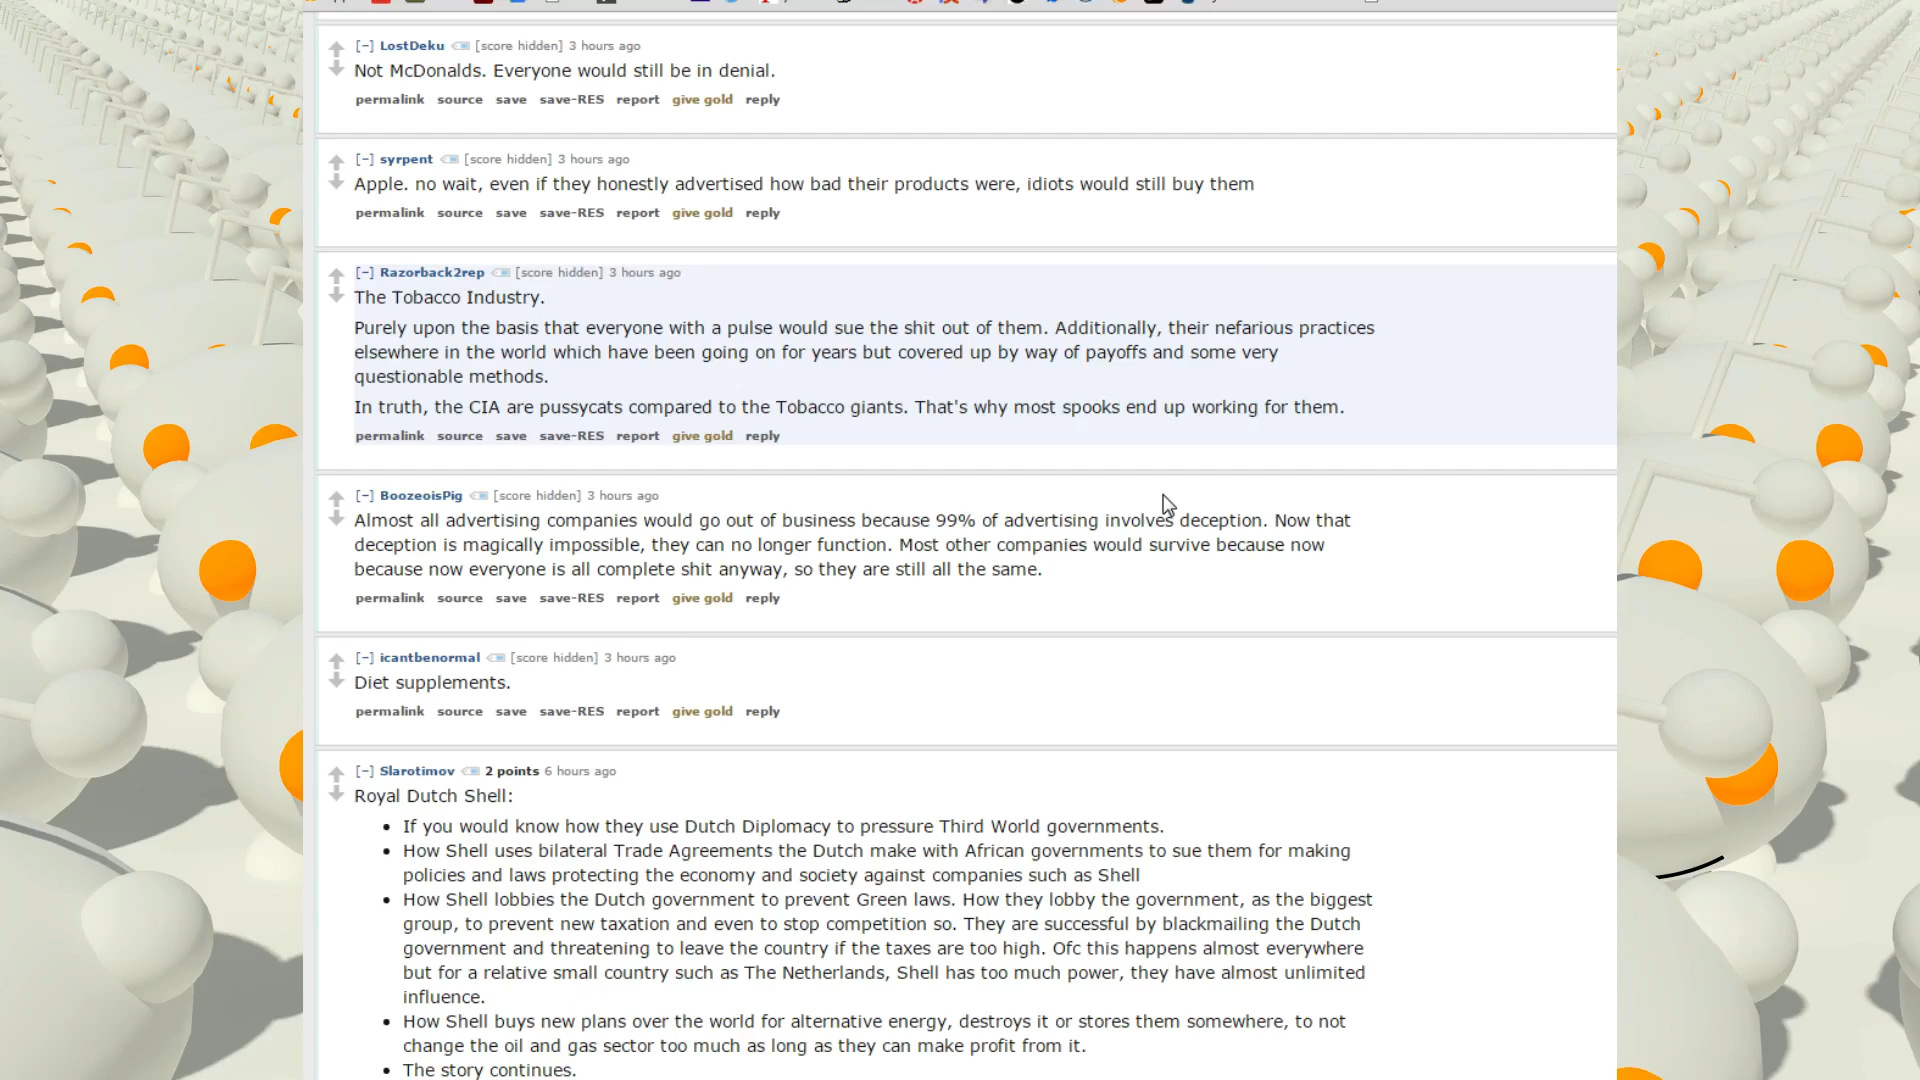 [–] LostDeku [score hidden] 3 hours ago
Not McDonalds. Everyone would still be in denial.
permalink source save save-RES report give gold reply
[–] syrpent [score hidden] 3 hours ago
Apple. no wait, even if they honestly advertised how bad their products were, idiots would still buy them
permalink source save save-RES report give gold reply
[–] Razorback2rep [score hidden] 3 hours ago
The Tobacco Industry.
Purely upon the basis that everyone with a pulse would sue the shit out of them. Additionally, their nefarious practices
elsewhere in the world which have been going on for years but covered up by way of payoffs and some very
questionable methods.
In truth, the CIA are pussycats compared to the Tobacco giants. That's why most spooks end up working for them.
permalink source save save-RES report give gold reply
[–] BoozeoisPig [score hidden] 3 hours ago
Almost all advertising companies would go out of business because 99% of advertising involves deception. Now that
deception is magically impossible, they can no longer function. Most other companies would survive because now
because now everyone is all complete shit anyway, so they are still all the same.
permalink source save save-RES report give gold reply
[–] icantbenormal [score hidden] 3 hours ago
Diet supplements.
permalink source save save-RES report give gold reply
[–] Slarotimov 2 points 6 hours ago
Royal Dutch Shell:
• If you would know how they use Dutch Diplomacy to pressure Third World governments.
• How Shell uses bilateral Trade Agreements the Dutch make with African governments to sue them for making
policies and laws protecting the economy and society against companies such as Shell
• How Shell lobbies the Dutch government to prevent Green laws. How they lobby the government, as the biggest
group, to prevent new taxation and even to stop competition so. They are successful by blackmailing the Dutch
government and threatening to leave the country if the taxes are too high. Ofc this happens almost everywhere
but for a relative small country such as The Netherlands, Shell has too much power, they have almost unlimited
influence.
• How Shell buys new plans over the world for alternative energy, destroys it or stores them somewhere, to not
change the oil and gas sector too much as long as they can make profit from it.
• The story continues.